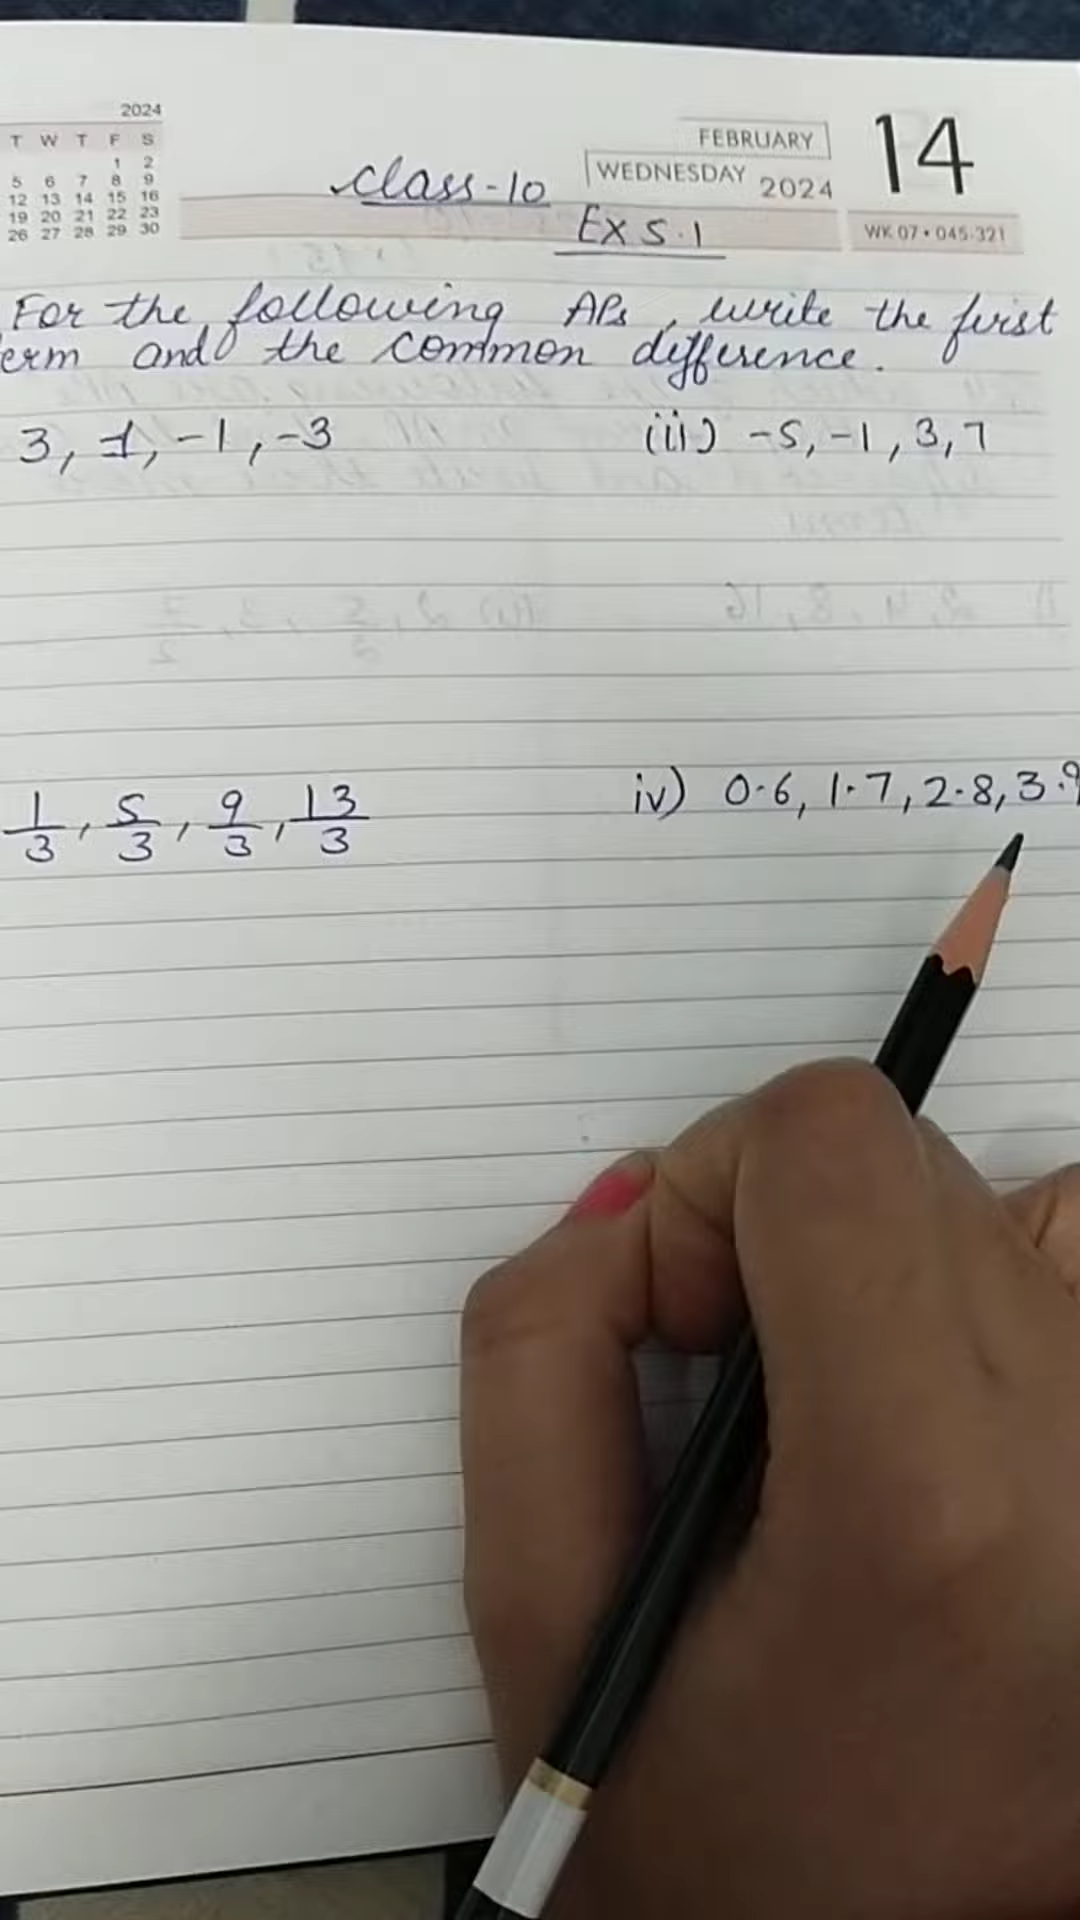 2024
T W T F S
1 2
5 6 7 8 9
12 13 14 15 16
19 20 21 22 23
26 27 28 29 30
FEBRUARY
WEDNESDAY 2024
14
WK 07 • 045-321
Class-10
EX 5.1
For the following APs, write the first
erm and the common difference.
3, 1, -1, -3 (ii) -5, -1, 3, 7
1/3, 5/3, 9/3, 13/3 iv) 0.6, 1.7, 2.8, 3.9